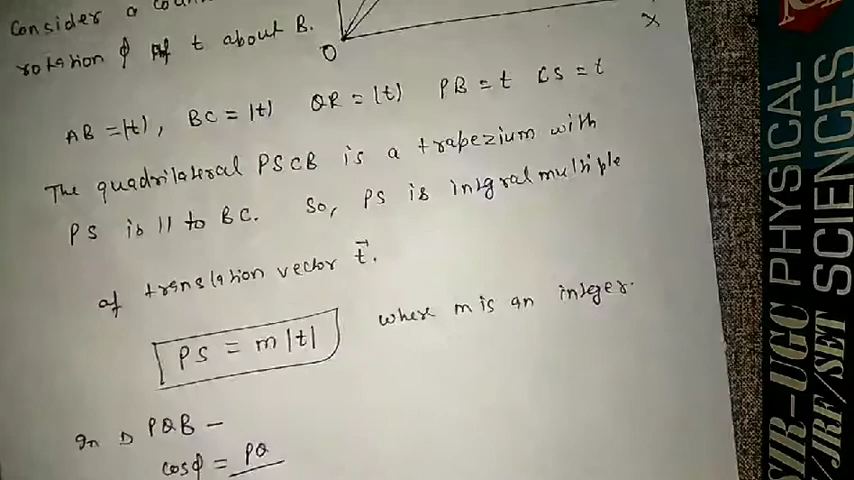 Consider a
rotation ϕ of t about B.
O
X
AB = |t|, BC = |t| QR = |t| PB = t CS = t
The quadrilateral PSCB is a trapezium with
PS is || to BC. So, PS is integral multiple
of translation vector t⃗.
PS = m|t| where m is an integer.
In Δ PQB –
cosϕ = PQ
SIR-UGC PHYSICAL
/JRF/SET SCIENCES